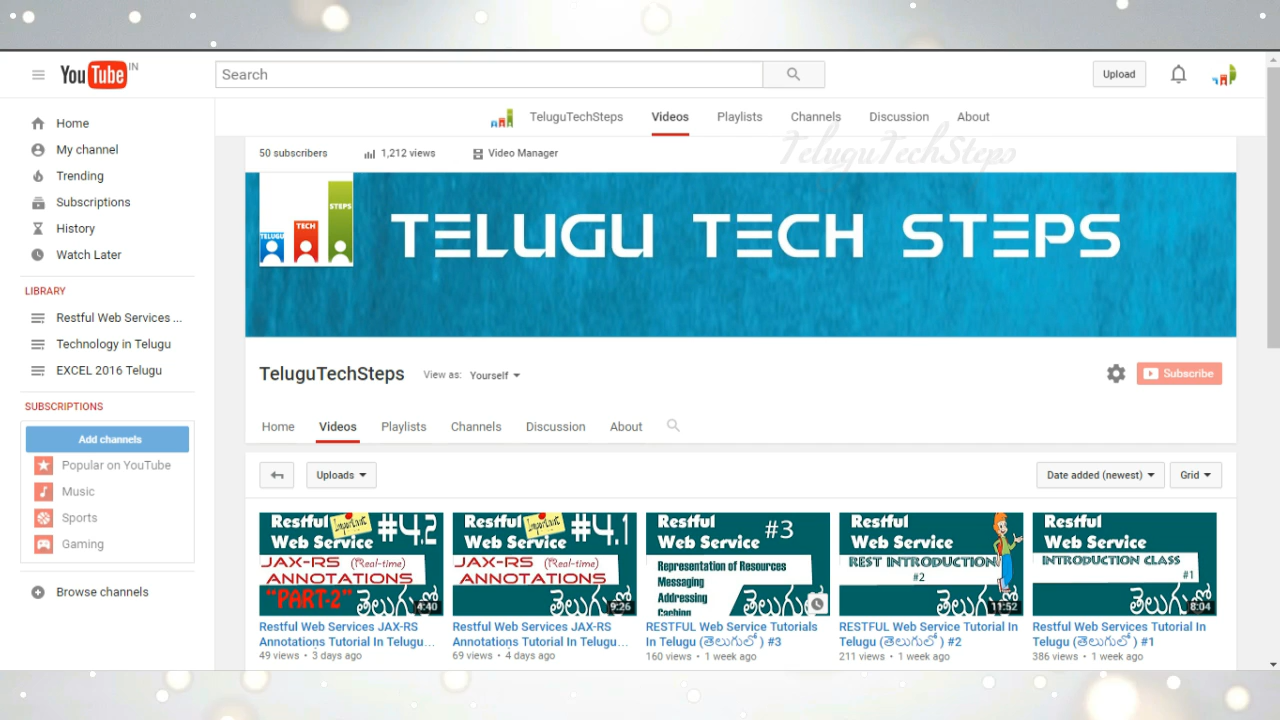 YouTube IN
Search
Upload
Home
My channel
Trending
Subscriptions
History
Watch Later
LIBRARY
Restful Web Services ...
Technology in Telugu
EXCEL 2016 Telugu
SUBSCRIPTIONS
Add channels
Popular on YouTube
Music
Sports
Gaming
Browse channels
TeluguTechSteps Videos Playlists Channels Discussion About
TeluguTechSteps
50 subscribers 1,212 views Video Manager
TELUGU TECH STEPS
TELUGU TECH STEPS
TeluguTechSteps View as: Yourself
Subscribe
Home Videos Playlists Channels Discussion About
Uploads Date added (newest) Grid
Restful Web Service Important #4.2
JAX-RS (Real-time)
ANNOTATIONS
"PART-2" తెలుగులో 4:40
Restful Web Services JAX-RS
Annotations Tutorial In Telugu...
49 views • 3 days ago
Restful Web Service Important #4.1
JAX-RS (Real-time)
ANNOTATIONS
తెలుగులో 9:26
Restful Web Services JAX-RS
Annotations Tutorial In Telugu...
69 views • 4 days ago
Restful
Web Service #3
Representation of Resources
Messaging
Addressing
Caching
తెలుగులో
RESTFUL Web Service Tutorials
In Telugu (తెలుగులో) #3
160 views • 1 week ago
Restful
Web Service
REST INTRODUCTION
#2
తెలుగులో 11:52
RESTFUL Web Service Tutorial In
Telugu (తెలుగులో) #2
211 views • 1 week ago
Restful
Web Service
INTRODUCTION CLASS
#1
తెలుగులో 8:04
Restful Web Services Tutorial In
Telugu (తెలుగులో) #1
386 views • 1 week ago